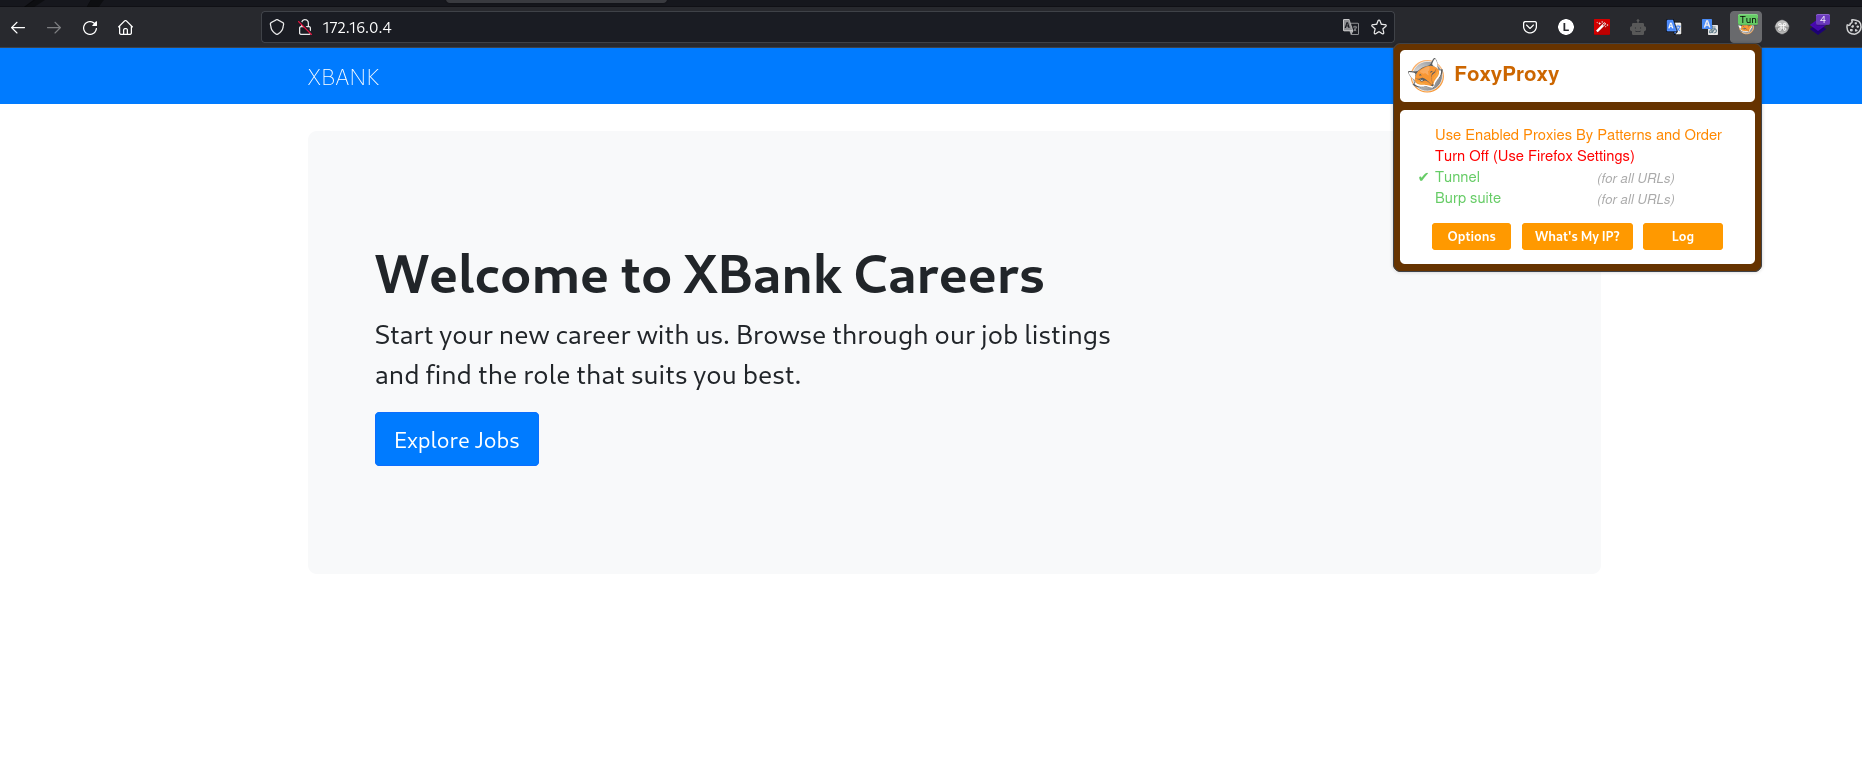 172.16.0.4
Tun
4
XBANK
FoxyProxy
Use Enabled Proxies By Patterns and Order
Turn Off (Use Firefox Settings)
✔ Tunnel (for all URLs)
Burp suite (for all URLs)
Options What's My IP? Log
Welcome to XBank Careers
Start your new career with us. Browse through our job listings
and find the role that suits you best.
Explore Jobs